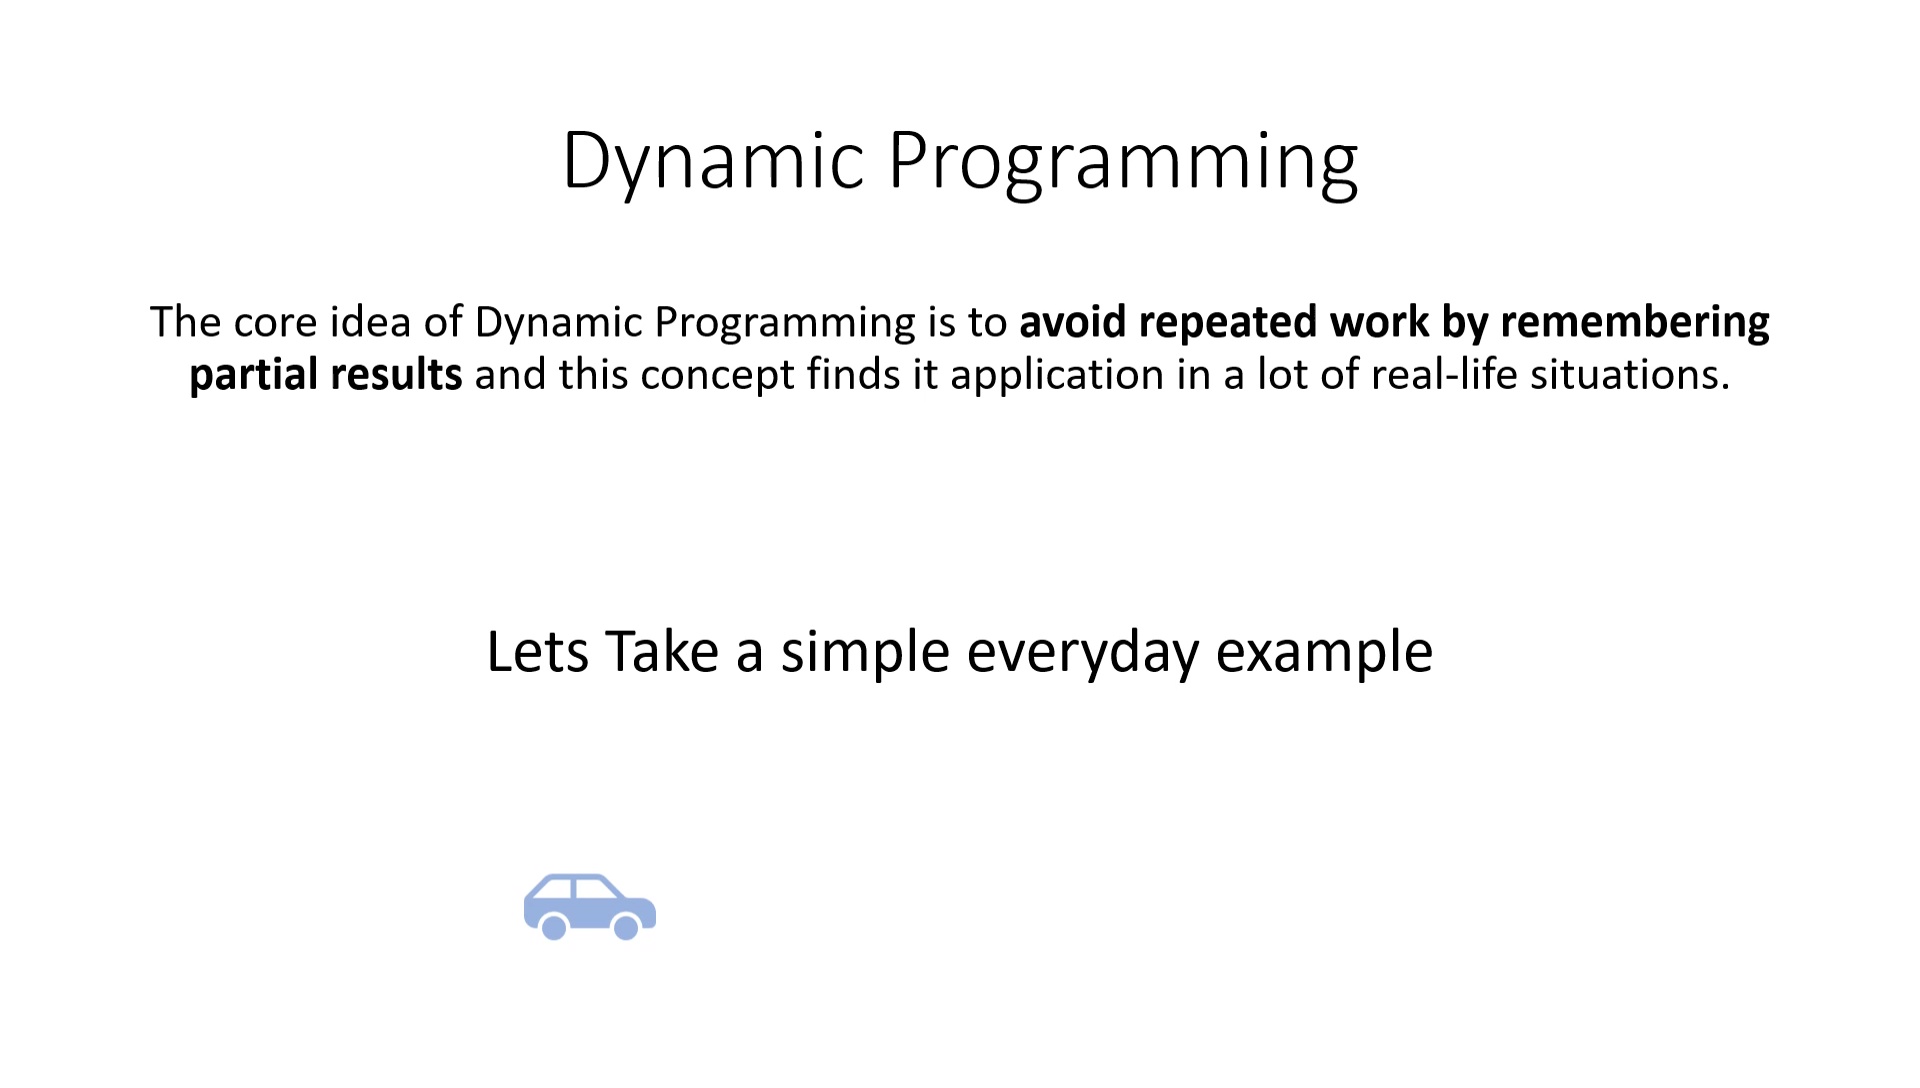 Dynamic Programming
The core idea of Dynamic Programming is to avoid repeated work by remembering
partial results and this concept finds it application in a lot of real-life situations.
Lets Take a simple everyday example